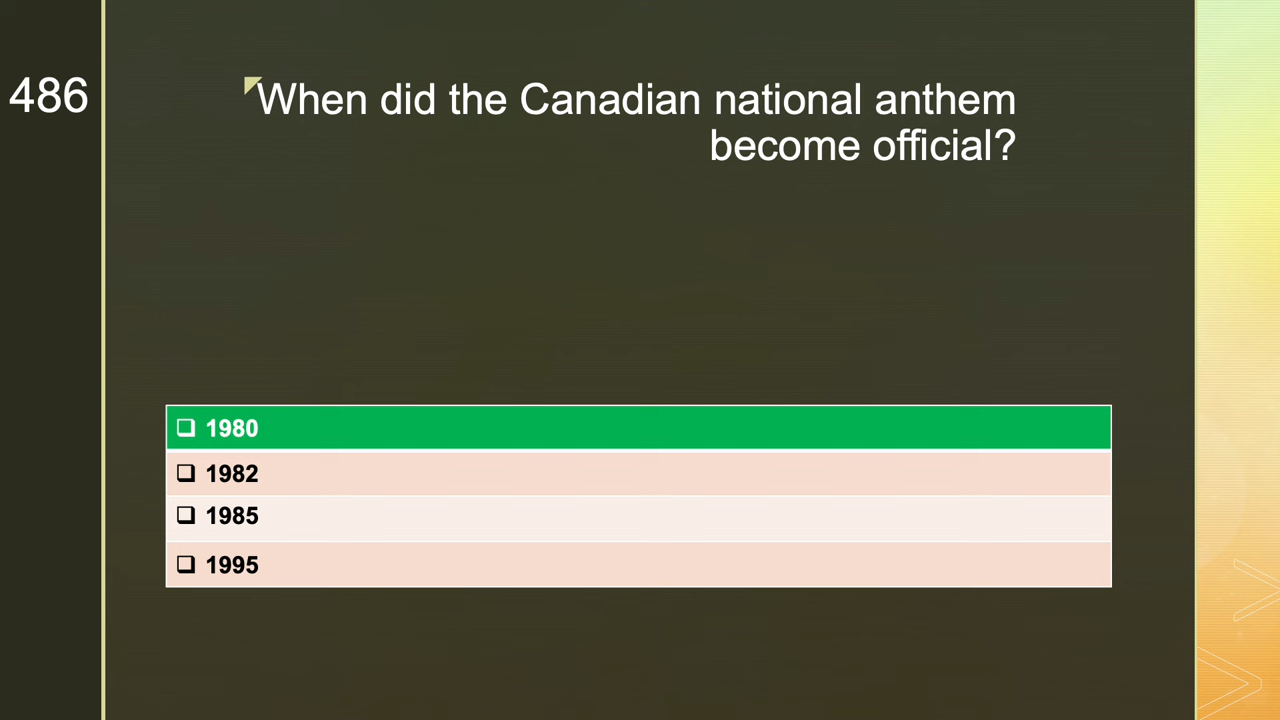 486
When did the Canadian national anthem
become official?
❑ 1980
❑ 1982
❑ 1985
❑ 1995